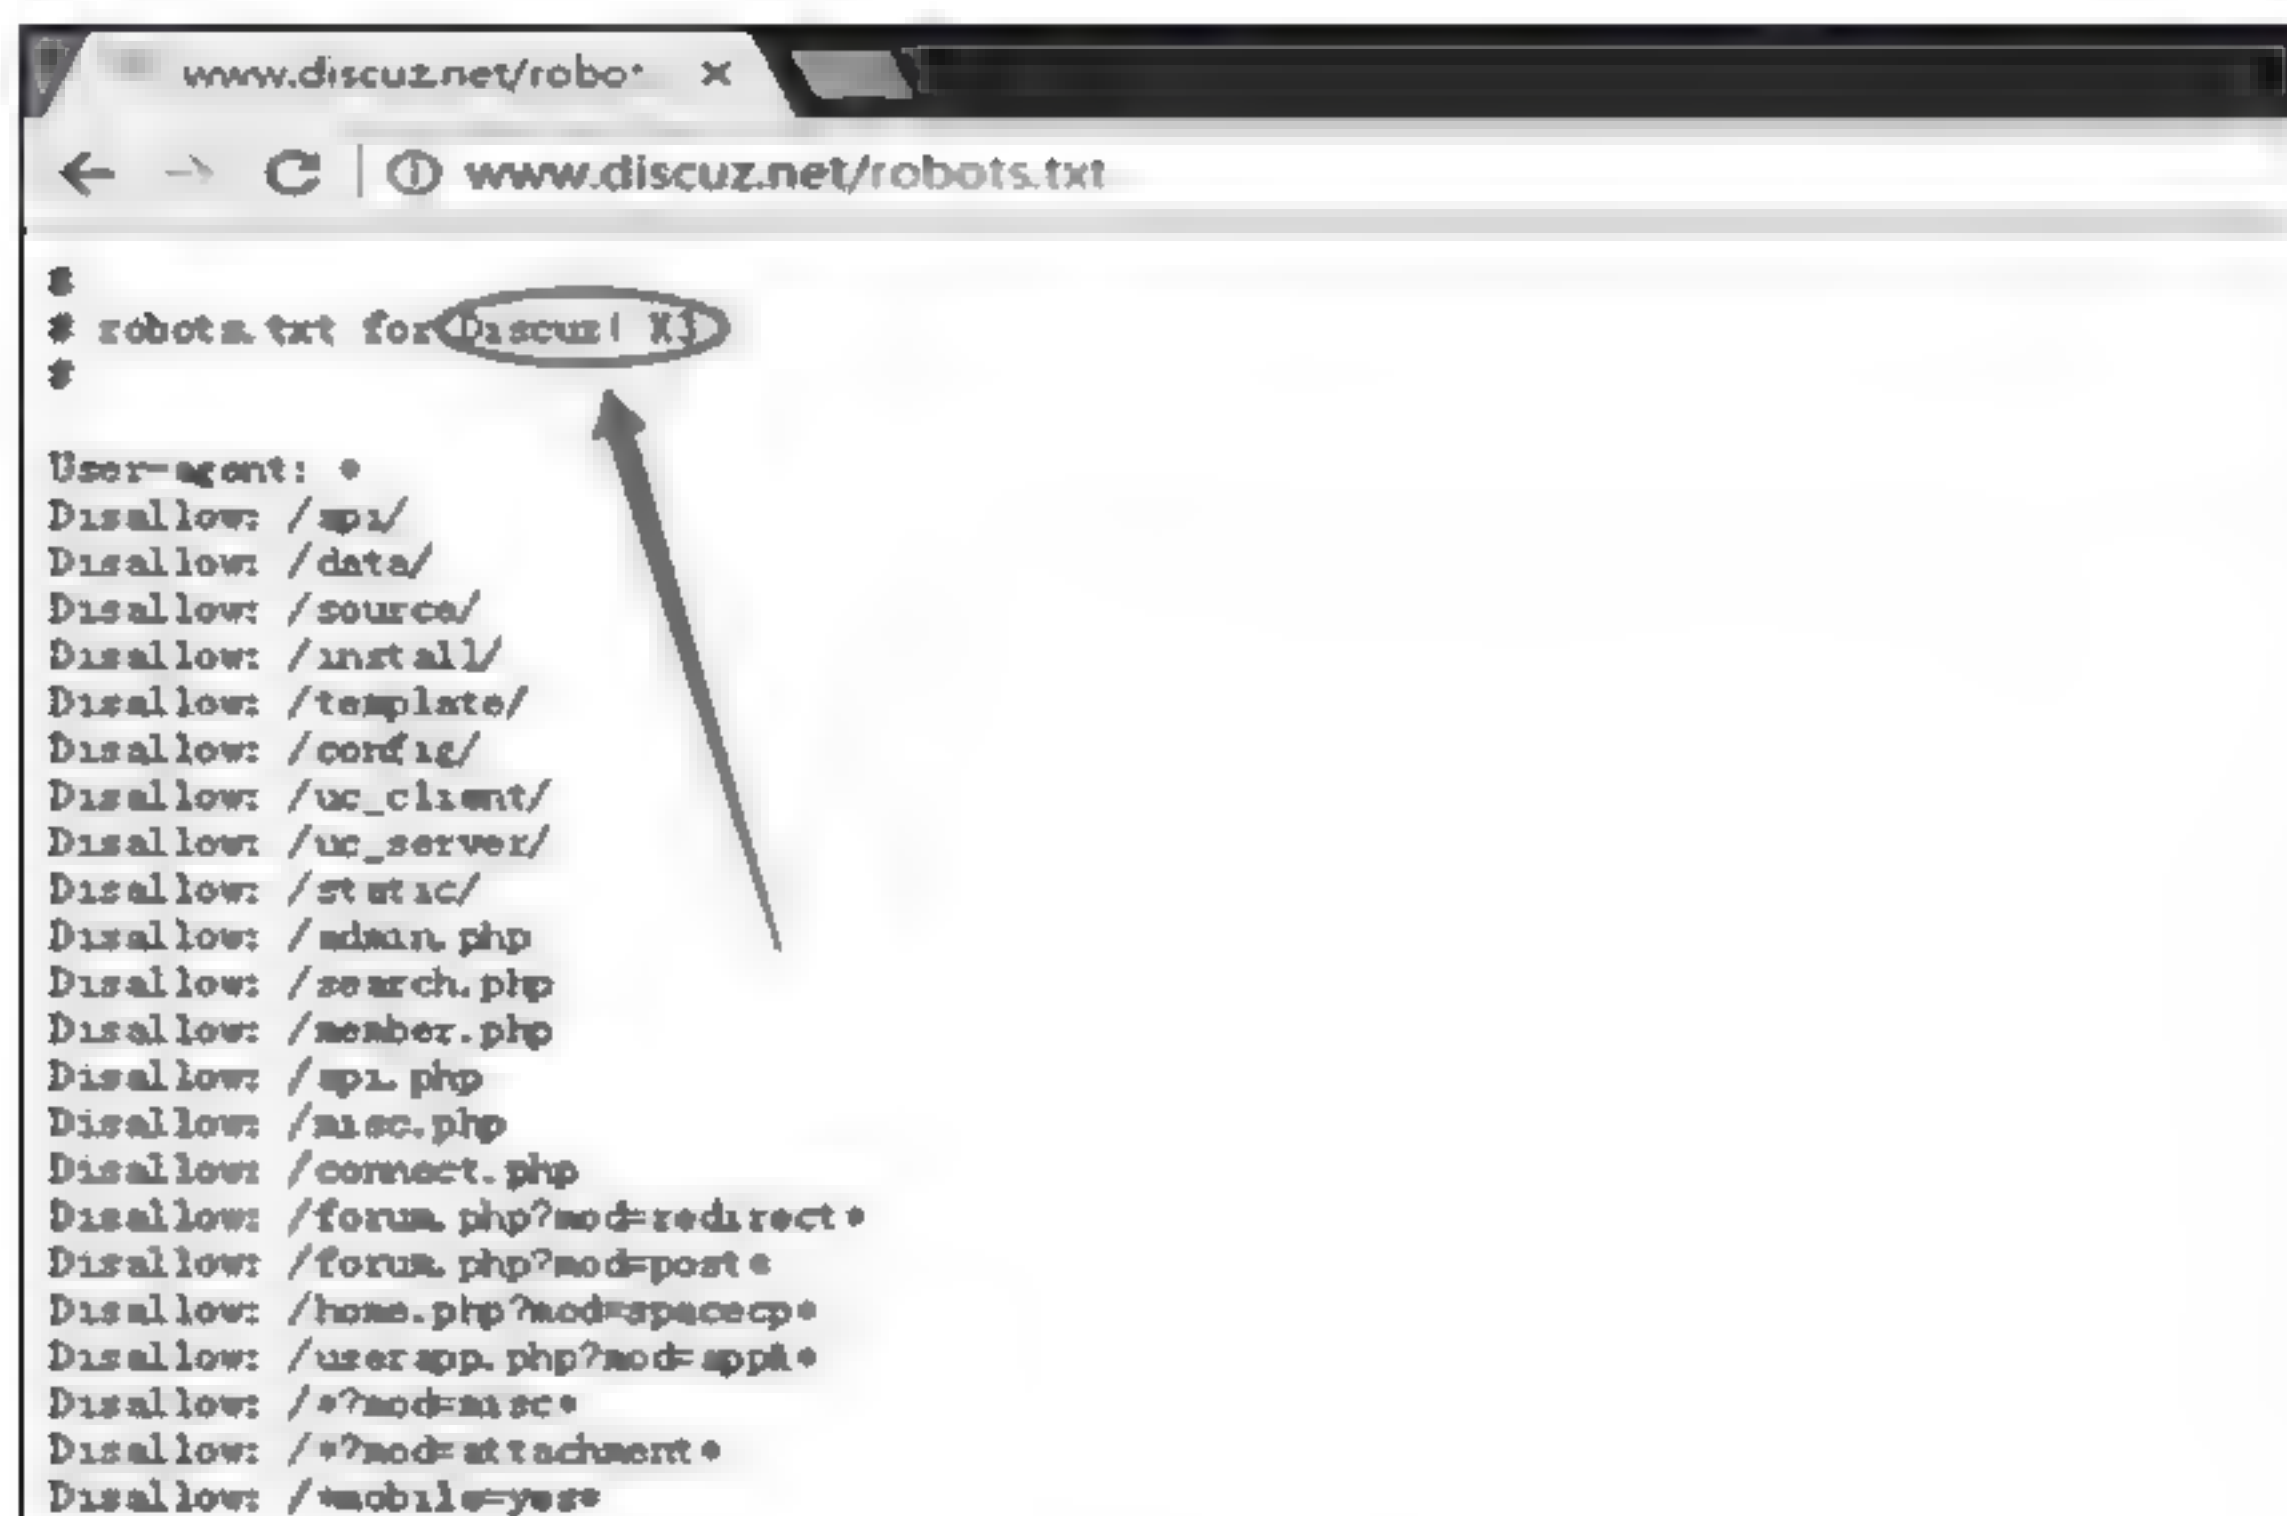 www.discuz.net/robot
www.discuz.net/robots.txt
#
# robots.txt for Discuz! X3
#
User-agent: *
Disallow: /api/
Disallow: /data/
Disallow: /source/
Disallow: /install/
Disallow: /template/
Disallow: /config/
Disallow: /uc_client/
Disallow: /uc_server/
Disallow: /static/
Disallow: /admin.php
Disallow: /search.php
Disallow: /member.php
Disallow: /api.php
Disallow: /misc.php
Disallow: /connect.php
Disallow: /forum.php?mod=redirect*
Disallow: /forum.php?mod=post*
Disallow: /home.php?mod=spacecp*
Disallow: /userapp.php?mod=app&*
Disallow: /*?mod=misc*
Disallow: /*?mod=attachment*
Disallow: /*mobile=yes*